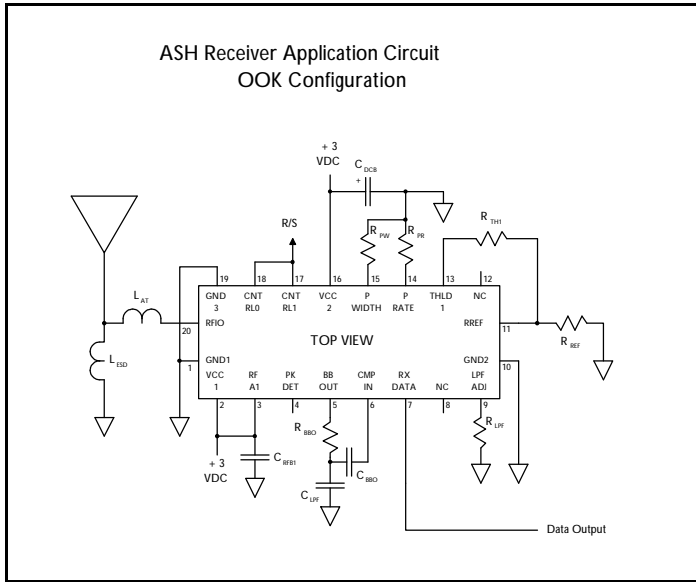 ASH Receiver Application Circuit
OOK Configuration
+ 3
VDC
C DCB
+
R/S
R PW
R PR
R TH1
19
18
17
16
15
14
13
12
GND
3
CNT
RL0
CNT
RL1
VCC
2
P
WIDTH
P
RATE
THLD
1
NC
L AT
20
RFIO
TOP VIEW
RREF
11
R REF
L ESD
1
GND1
GND2
10
VCC
1
RF
A1
PK
DET
BB
OUT
CMP
IN
RX
DATA
NC
LPF
ADJ
2
3
4
5
6
7
8
9
R BBO
R LPF
+ 3
VDC
C RFB1
C BBO
C LPF
Data Output